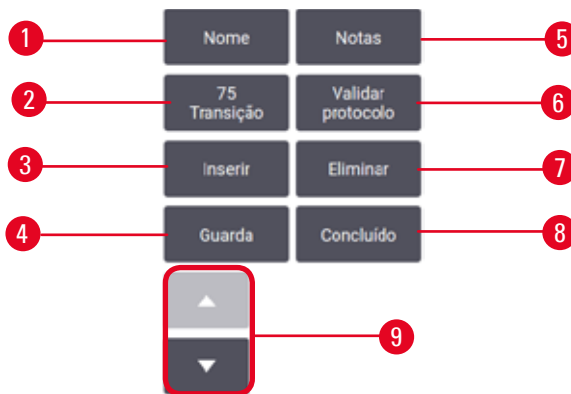 1 Nome Notas 5
2 75 Validar 6
Transição protocolo
3 Inserir Eliminar 7
4 Guarda Concluído 8
9